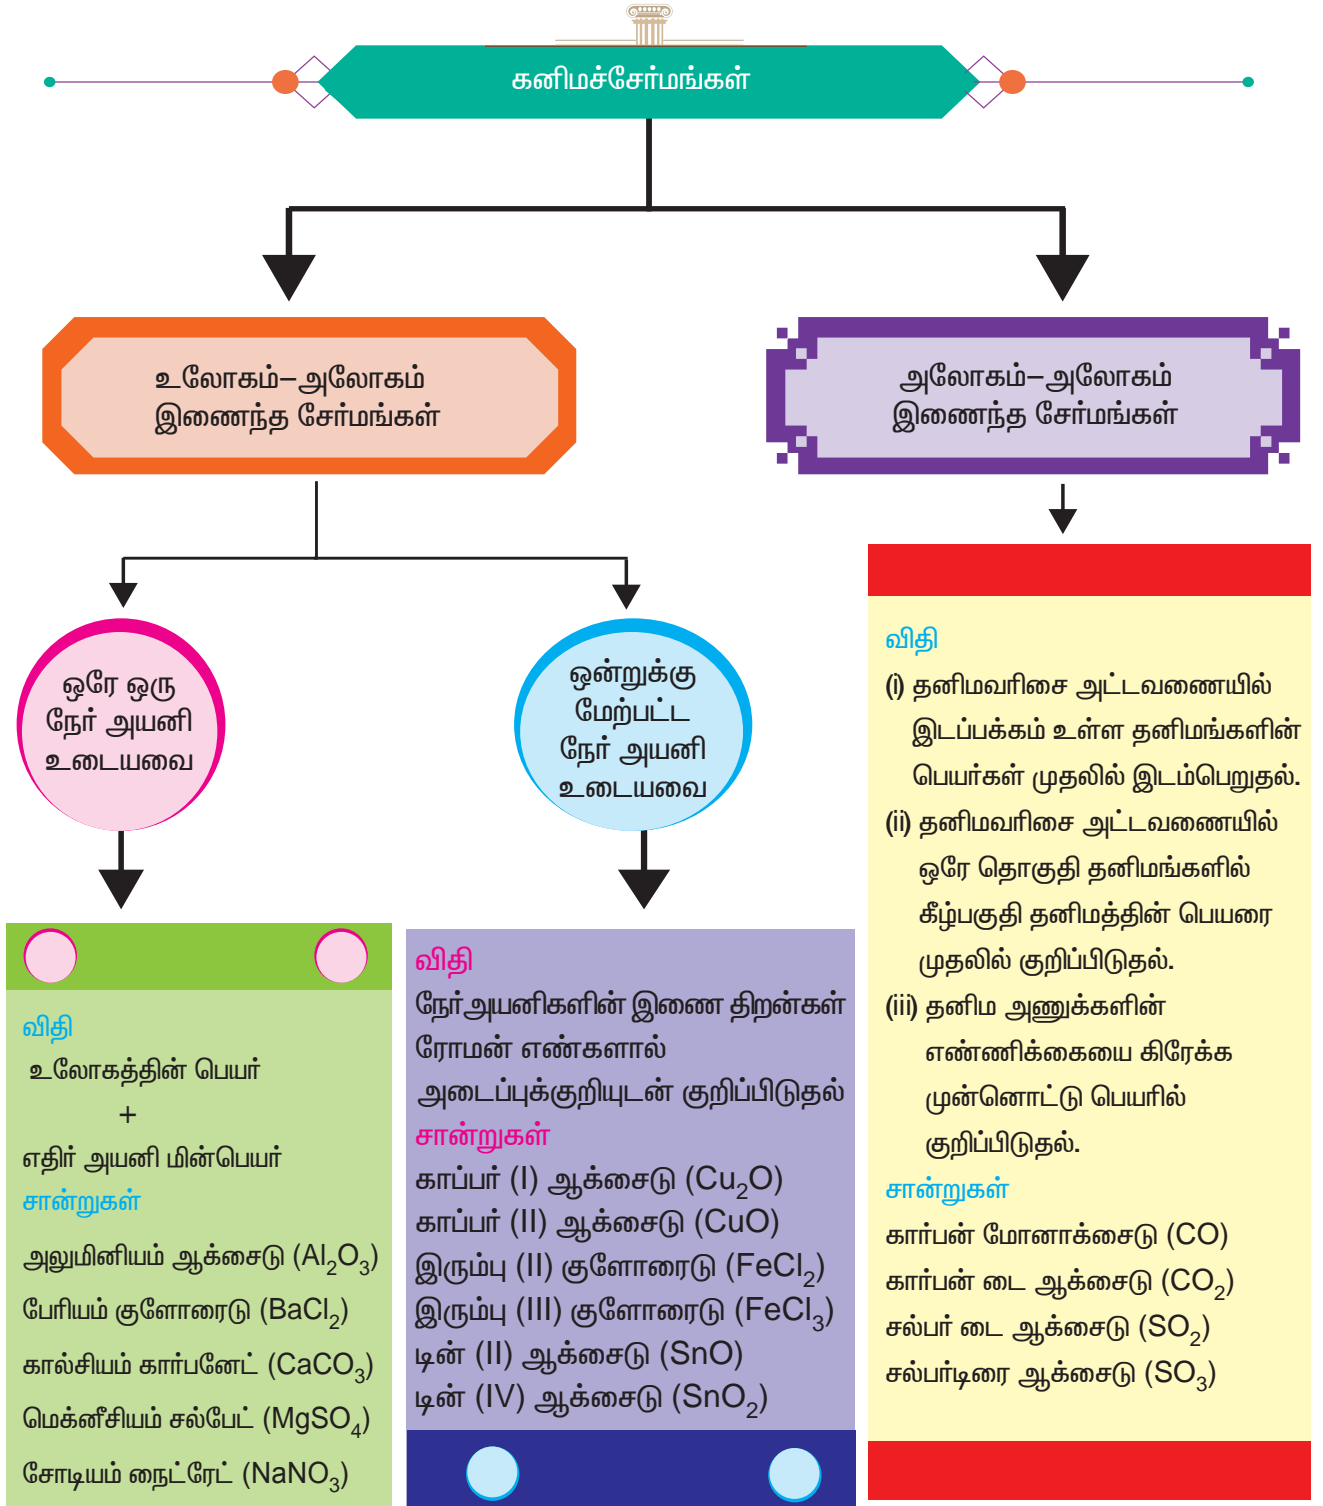 கனிமச்சேர்மங்கள்
உலோகம்–அலோகம்
இணைந்த சேர்மங்கள்
அலோகம்–அலோகம்
இணைந்த சேர்மங்கள்
ஒரே ஒரு
நேர் அயனி
உடையவை
ஒன்றுக்கு
மேற்பட்ட
நேர் அயனி
உடையவை
விதி
உலோகத்தின் பெயர்
+
எதிர் அயனி மின்பெயர்
சான்றுகள்
அலுமினியம் ஆக்சைடு (Al₂O₃)
பேரியம் குளோரைடு (BaCl₂)
கால்சியம் கார்பனேட் (CaCO₃)
மெக்னீசியம் சல்பேட் (MgSO₄)
சோடியம் நைட்ரேட் (NaNO₃)
விதி
நேர்அயனிகளின் இணை திறன்கள்
ரோமன் எண்களால்
அடைப்புக்குறியுடன் குறிப்பிடுதல்
சான்றுகள்
காப்பர் (I) ஆக்சைடு (Cu₂O)
காப்பர் (II) ஆக்சைடு (CuO)
இரும்பு (II) குளோரைடு (FeCl₂)
இரும்பு (III) குளோரைடு (FeCl₃)
டின் (II) ஆக்சைடு (SnO)
டின் (IV) ஆக்சைடு (SnO₂)
விதி
(i) தனிமவரிசை அட்டவணையில்
இடப்பக்கம் உள்ள தனிமங்களின்
பெயர்கள் முதலில் இடம்பெறுதல்.
(ii) தனிமவரிசை அட்டவணையில்
ஒரே தொகுதி தனிமங்களில்
கீழ்பகுதி தனிமத்தின் பெயரை
முதலில் குறிப்பிடுதல்.
(iii) தனிம அணுக்களின்
எண்ணிக்கையை கிரேக்க
முன்னொட்டு பெயரில்
குறிப்பிடுதல்.
சான்றுகள்
கார்பன் மோனாக்சைடு (CO)
கார்பன் டை ஆக்சைடு (CO₂)
சல்பர் டை ஆக்சைடு (SO₂)
சல்பர்டிரை ஆக்சைடு (SO₃)